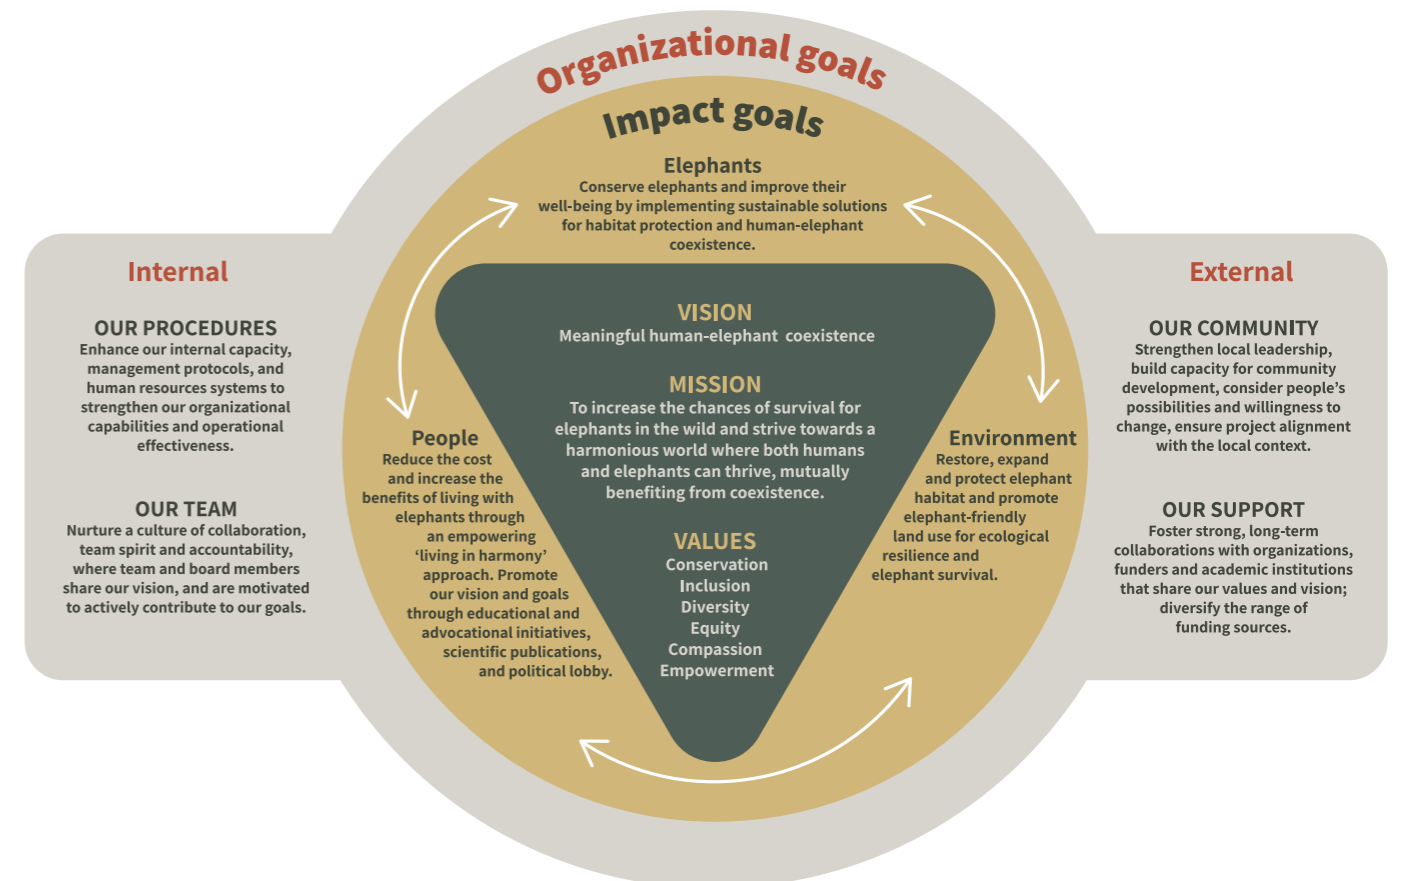 Organizational goals
Impact goals
Elephants
Conserve elephants and improve their
well-being by implementing sustainable solutions
for habitat protection and human-elephant
coexistence.
Internal
OUR PROCEDURES
Enhance our internal capacity,
management protocols, and
human resources systems to
strengthen our organizational
capabilities and operational
effectiveness.
OUR TEAM
Nurture a culture of collaboration,
team spirit and accountability,
where team and board members
share our vision, and are motivated
to actively contribute to our goals.
People
Reduce the cost
and increase the
benefits of living with
elephants through
an empowering
‘living in harmony’
approach. Promote
our vision and goals
through educational and
advocational initiatives,
scientific publications,
and political lobby.
VISION
Meaningful human-elephant coexistence
MISSION
To increase the chances of survival for
elephants in the wild and strive towards a
harmonious world where both humans
and elephants can thrive, mutually
benefiting from coexistence.
VALUES
Conservation
Inclusion
Diversity
Equity
Compassion
Empowerment
Environment
Restore, expand
and protect elephant
habitat and promote
elephant-friendly
land use for ecological
resilience and
elephant survival.
External
OUR COMMUNITY
Strengthen local leadership,
build capacity for community
development, consider people’s
possibilities and willingness to
change, ensure project alignment
with the local context.
OUR SUPPORT
Foster strong, long-term
collaborations with organizations,
funders and academic institutions
that share our values and vision;
diversify the range of
funding sources.